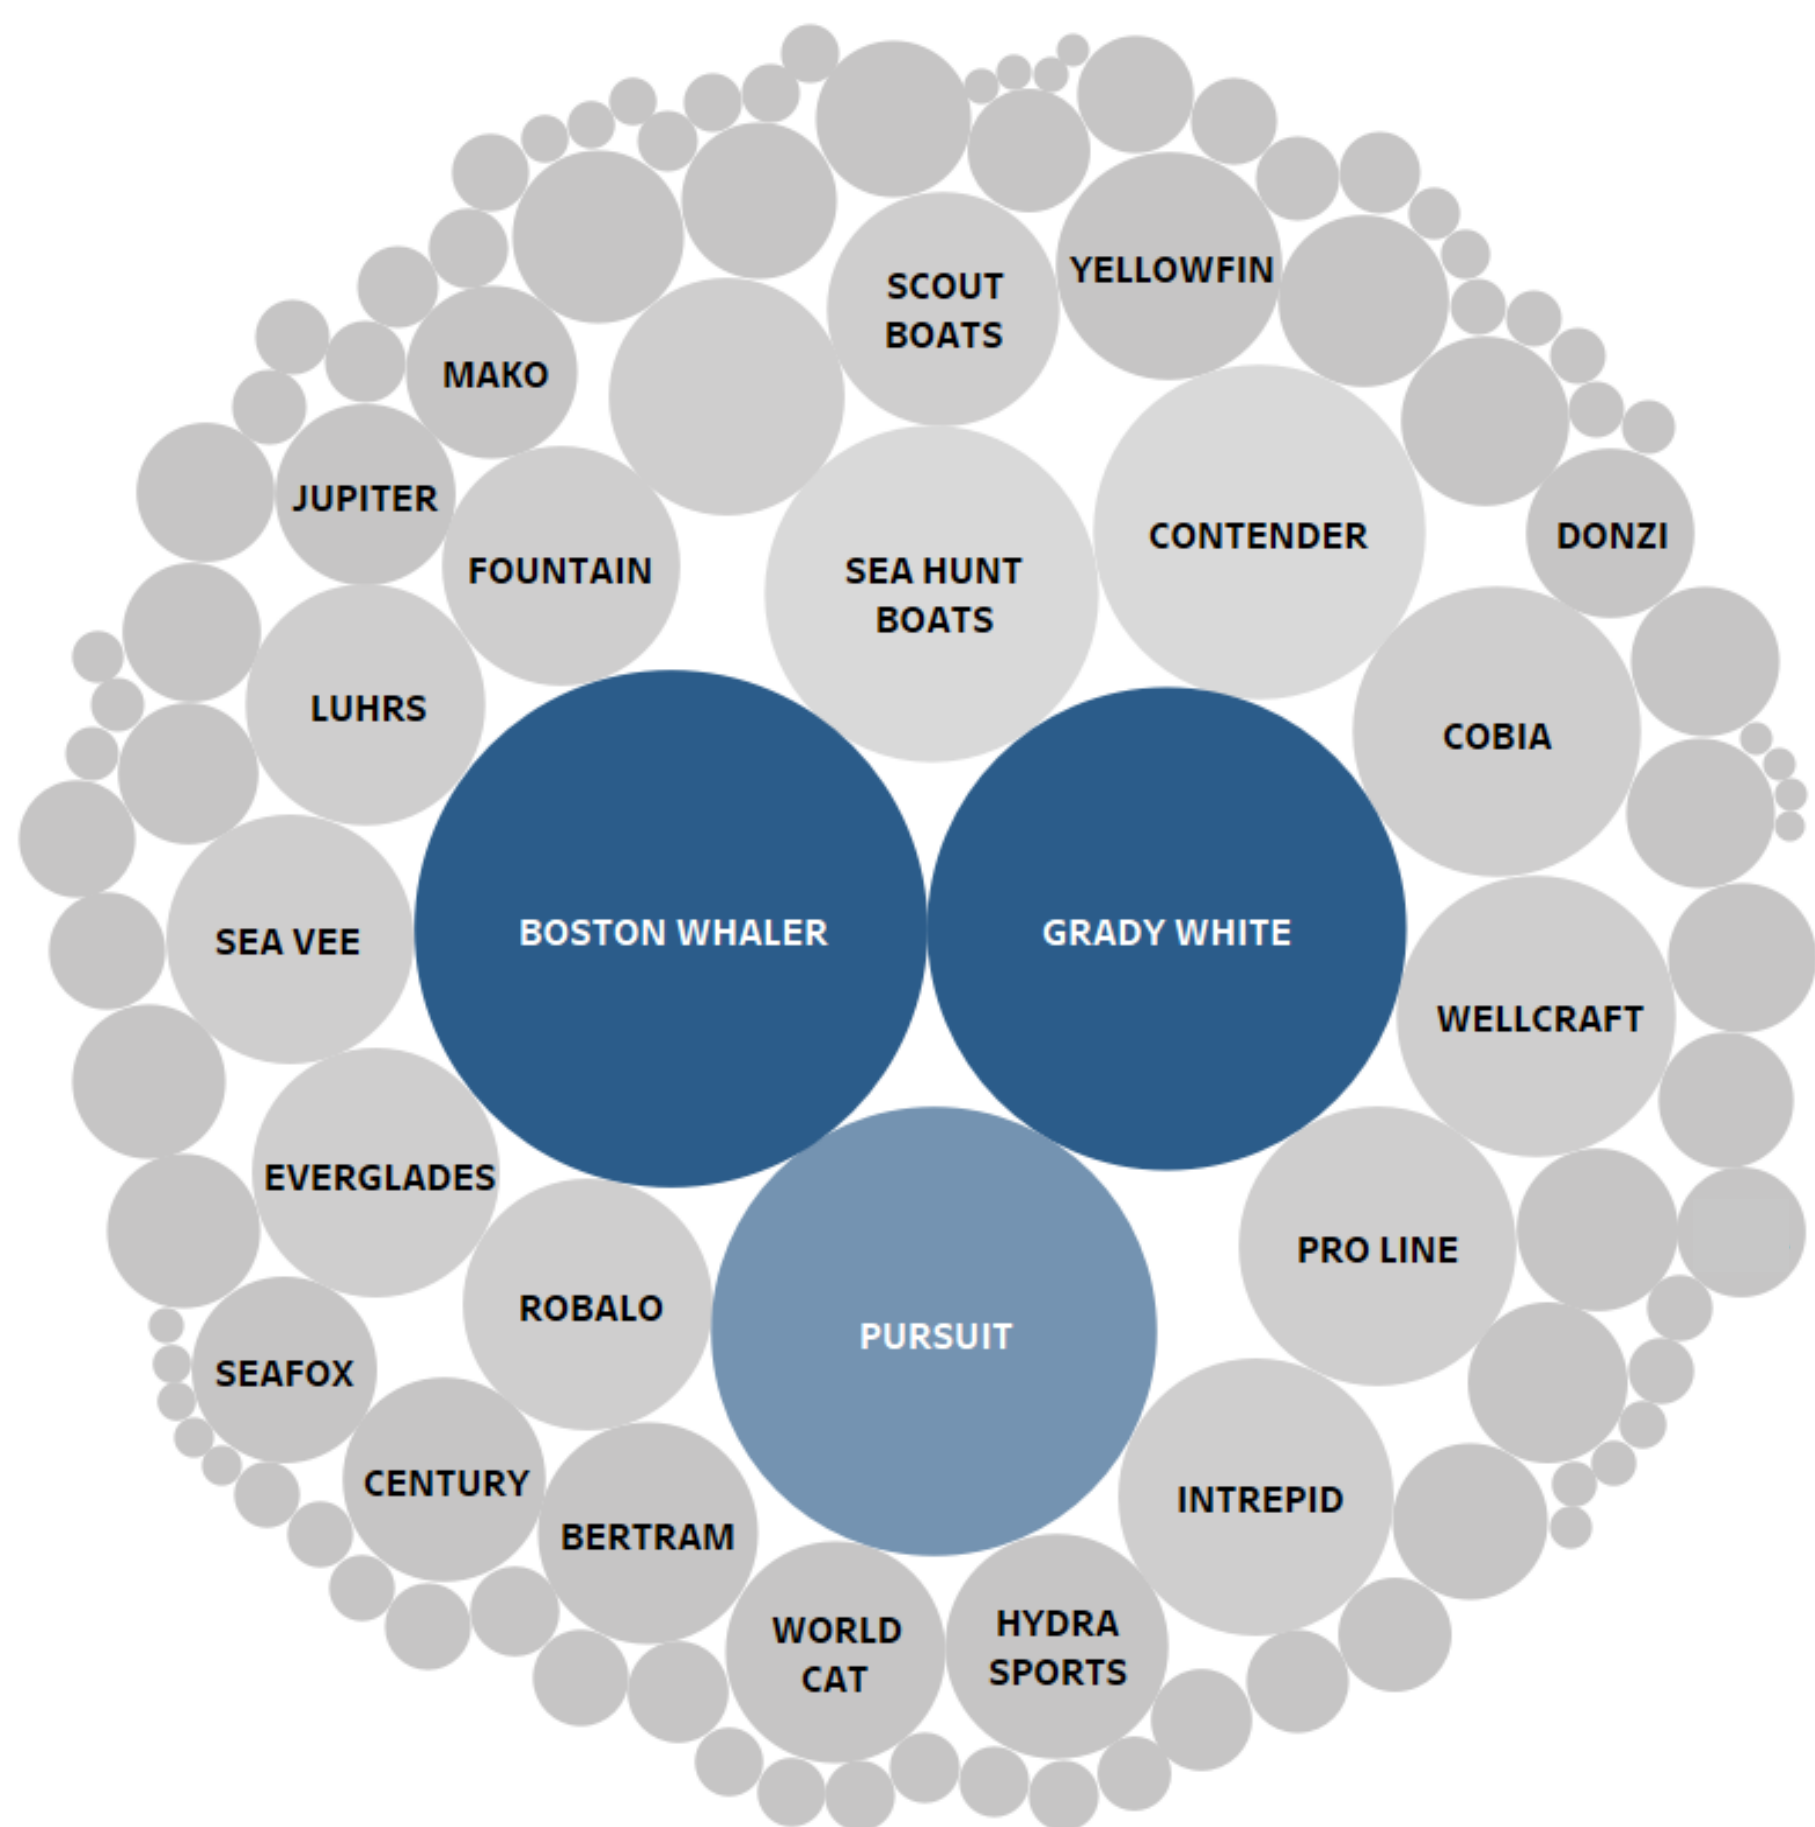 SCOUT
BOATS
YELLOWFIN
MAKO
JUPITER
FOUNTAIN
SEA HUNT
BOATS
CONTENDER
DONZI
LUHRS
COBIA
SEA VEE
BOSTON WHALER
GRADY WHITE
WELLCRAFT
EVERGLADES
ROBALO
PURSUIT
PRO LINE
SEAFOX
CENTURY
BERTRAM
INTREPID
WORLD
CAT
HYDRA
SPORTS